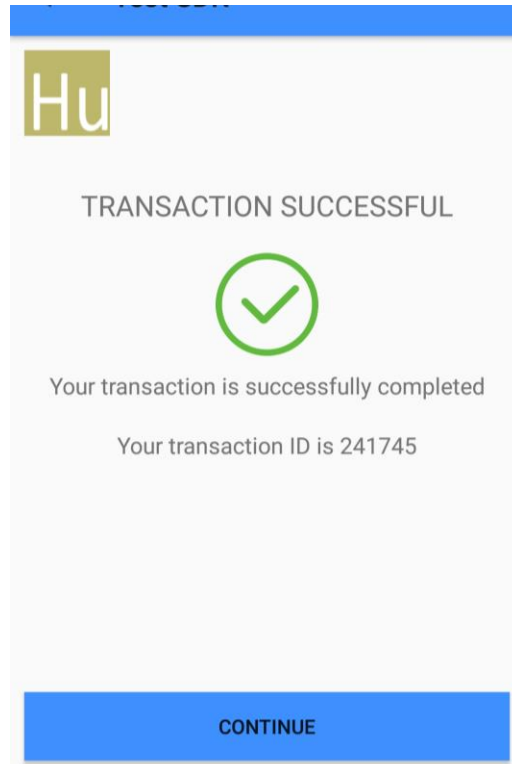 Hu
TRANSACTION SUCCESSFUL
Your transaction is successfully completed
Your transaction ID is 241745
CONTINUE